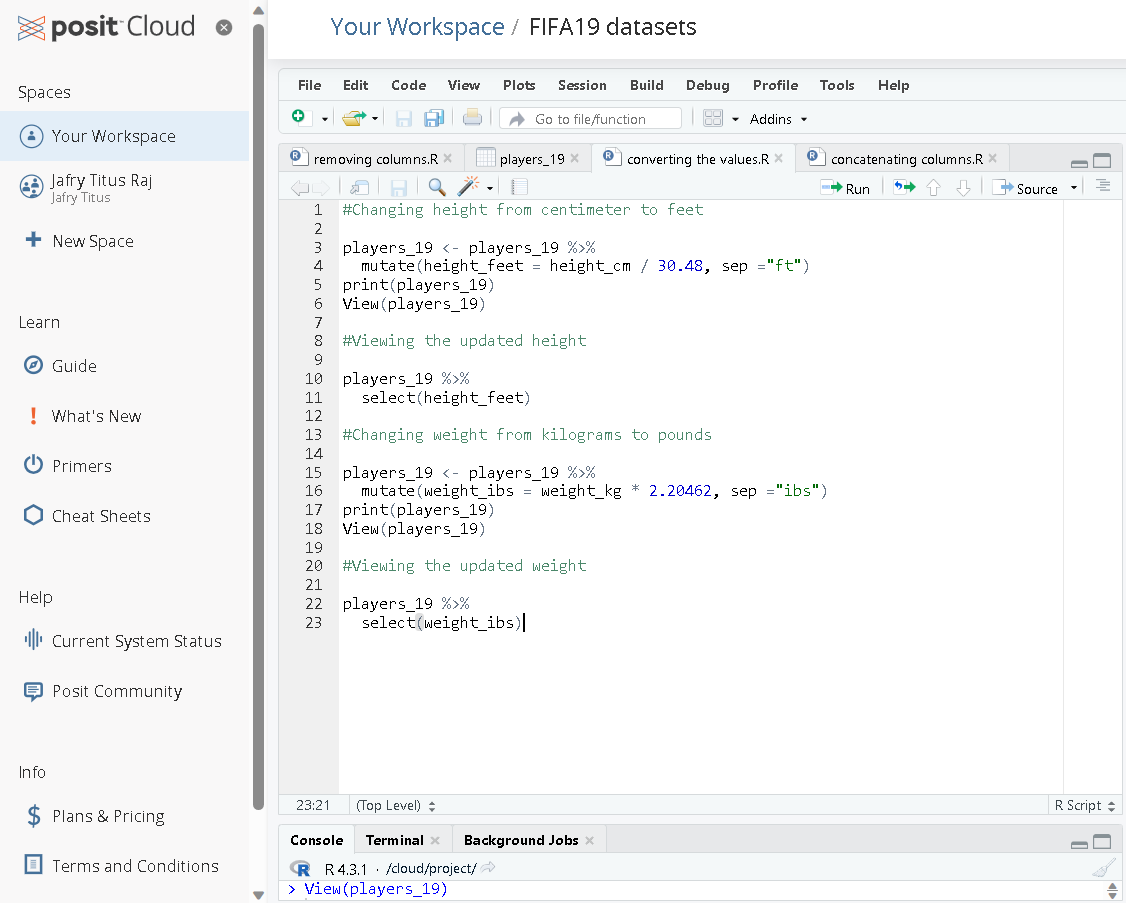 posit Cloud
Your Workspace / FIFA19 datasets
Spaces
Your Workspace
Jafry Titus Raj
Jafry Titus
New Space
Learn
Guide
What's New
Primers
Cheat Sheets
Help
Current System Status
Posit Community
Info
Plans & Pricing
Terms and Conditions
File Edit Code View Plots Session Build Debug Profile Tools Help
Go to file/function Addins
removing columns.R players_19 converting the values.R concatenating columns.R
Run Source
1 #Changing height from centimeter to feet
2
3 players_19 <- players_19 %>%
4 mutate(height_feet = height_cm / 30.48, sep ="ft")
5 print(players_19)
6 View(players_19)
7
8 #Viewing the updated height
9
10 players_19 %>%
11 select(height_feet)
12
13 #Changing weight from kilograms to pounds
14
15 players_19 <- players_19 %>%
16 mutate(weight_ibs = weight_kg * 2.20462, sep ="ibs")
17 print(players_19)
18 View(players_19)
19
20 #Viewing the updated weight
21
22 players_19 %>%
23 select(weight_ibs)
23:21 (Top Level) R Script
Console Terminal Background Jobs
R R 4.3.1 · /cloud/project/
> View(players_19)